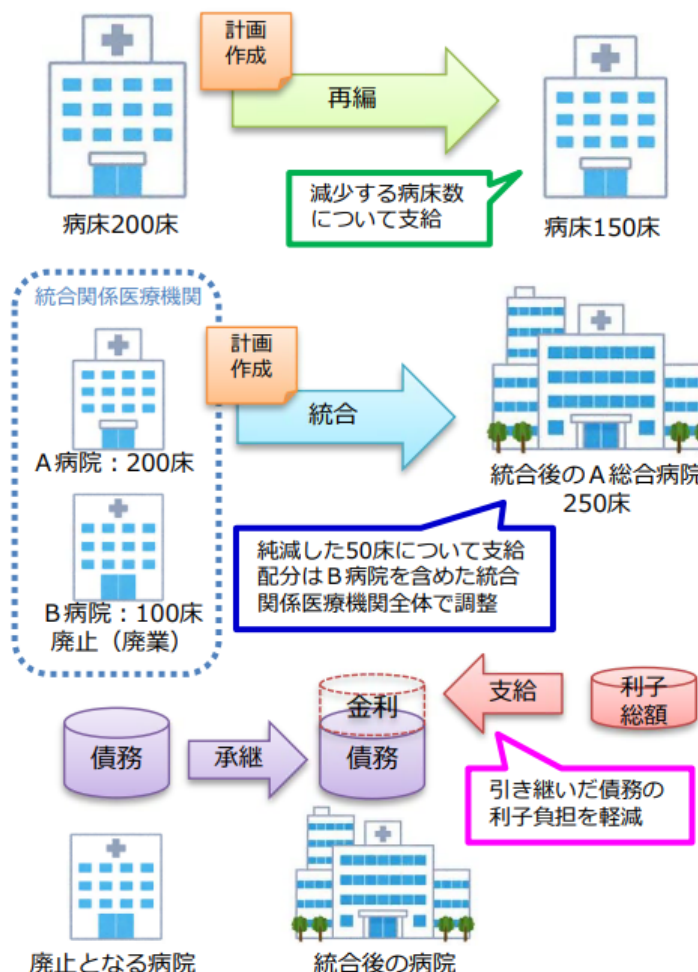 計画
作成
再編
減少する病床数
について支給
病床200床
病床150床
統合関係医療機関
計画
作成
統合
A病院：200床
統合後のA総合病院
250床
純減した50床について支給
配分はB病院を含めた統合
関係医療機関全体で調整
B病院：100床
廃止（廃業）
債務
承継
金利
債務
支給
利子
総額
引き継いだ債務の
利子負担を軽減
廃止となる病院
統合後の病院